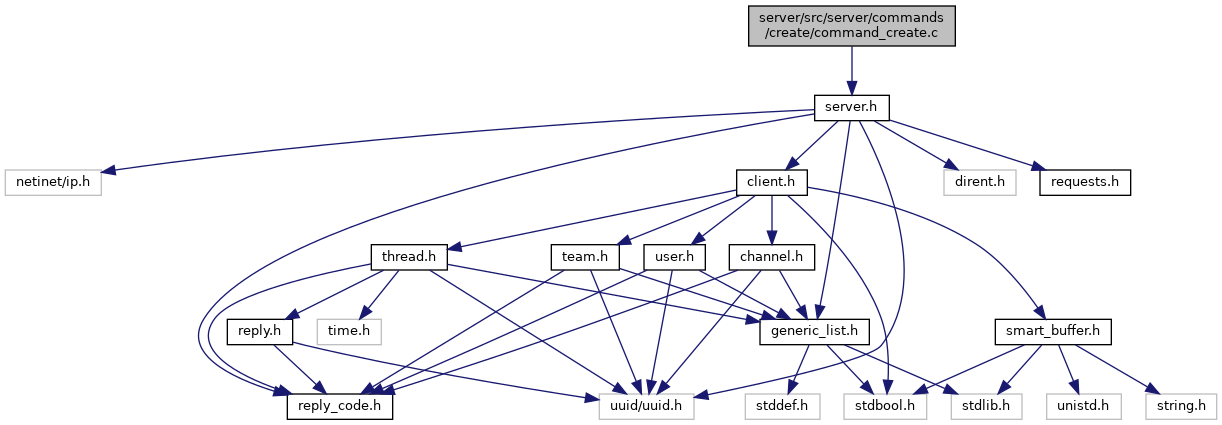 server/src/server/commands
/create/command_create.c
server.h
netinet/ip.h
client.h
dirent.h
requests.h
thread.h
team.h
user.h
channel.h
reply.h
time.h
generic_list.h
smart_buffer.h
reply_code.h
uuid/uuid.h
stddef.h
stdbool.h
stdlib.h
unistd.h
string.h